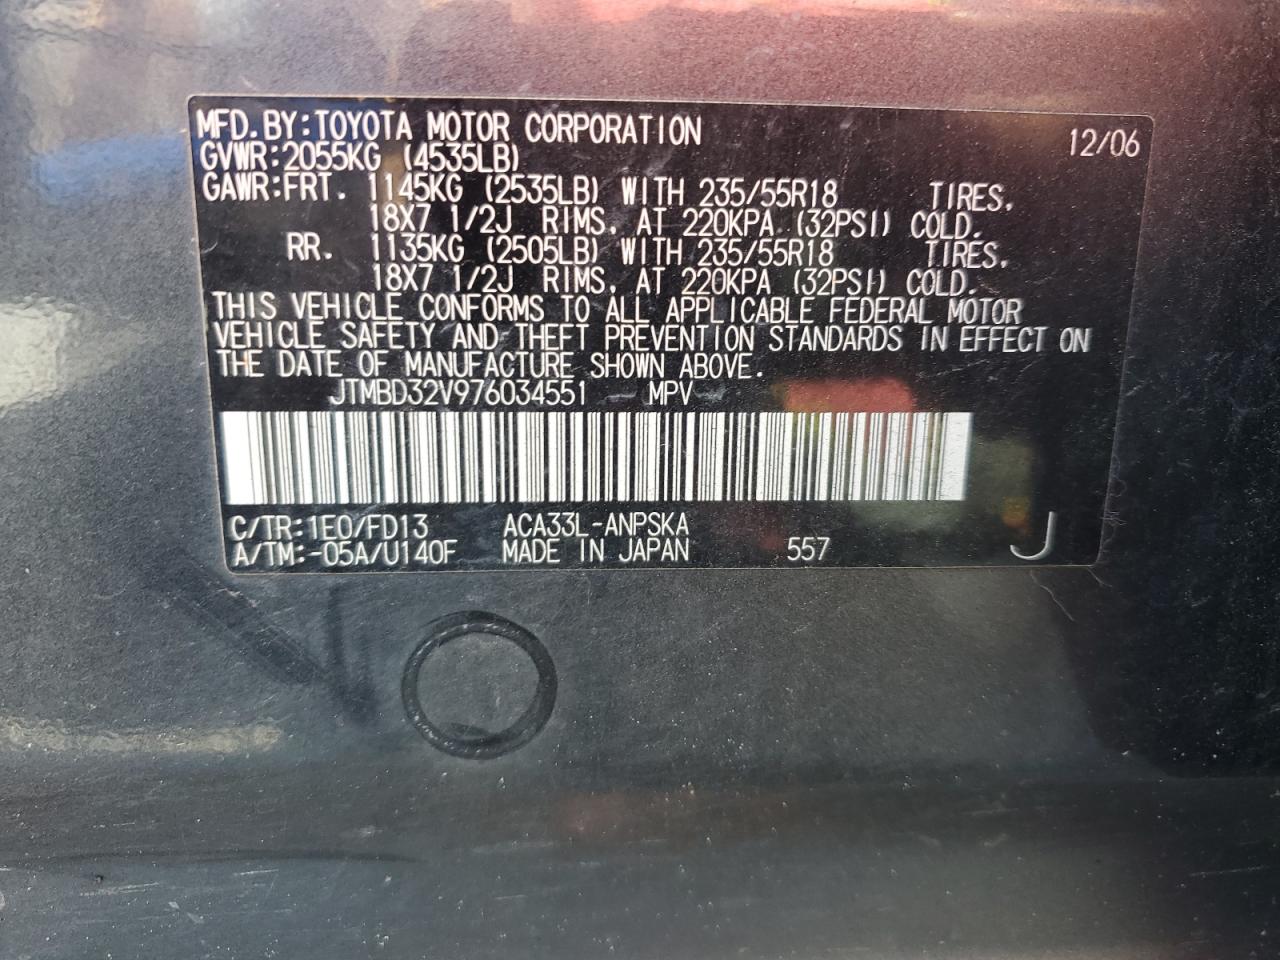 MFD. BY:TOYOTA MOTOR CORPORATION 12/06
GVWR:2055KG (4535LB)
GAWR:FRT. 1145KG (2535LB) WITH 235/55R18 TIRES,
18X7 1/2J RIMS, AT 220KPA (32PSI) COLD.
RR. 1135KG (2505LB) WITH 235/55R18 TIRES,
18X7 1/2J RIMS, AT 220KPA (32PSI) COLD.
THIS VEHICLE CONFORMS TO ALL APPLICABLE FEDERAL MOTOR
VEHICLE SAFETY AND THEFT PREVENTION STANDARDS IN EFFECT ON
THE DATE OF MANUFACTURE SHOWN ABOVE.
JTMBD32V976034551 MPV
C/TR:1E0/FD13 ACA33L-ANPSKA
A/TM:-05A/U140F MADE IN JAPAN 557 J